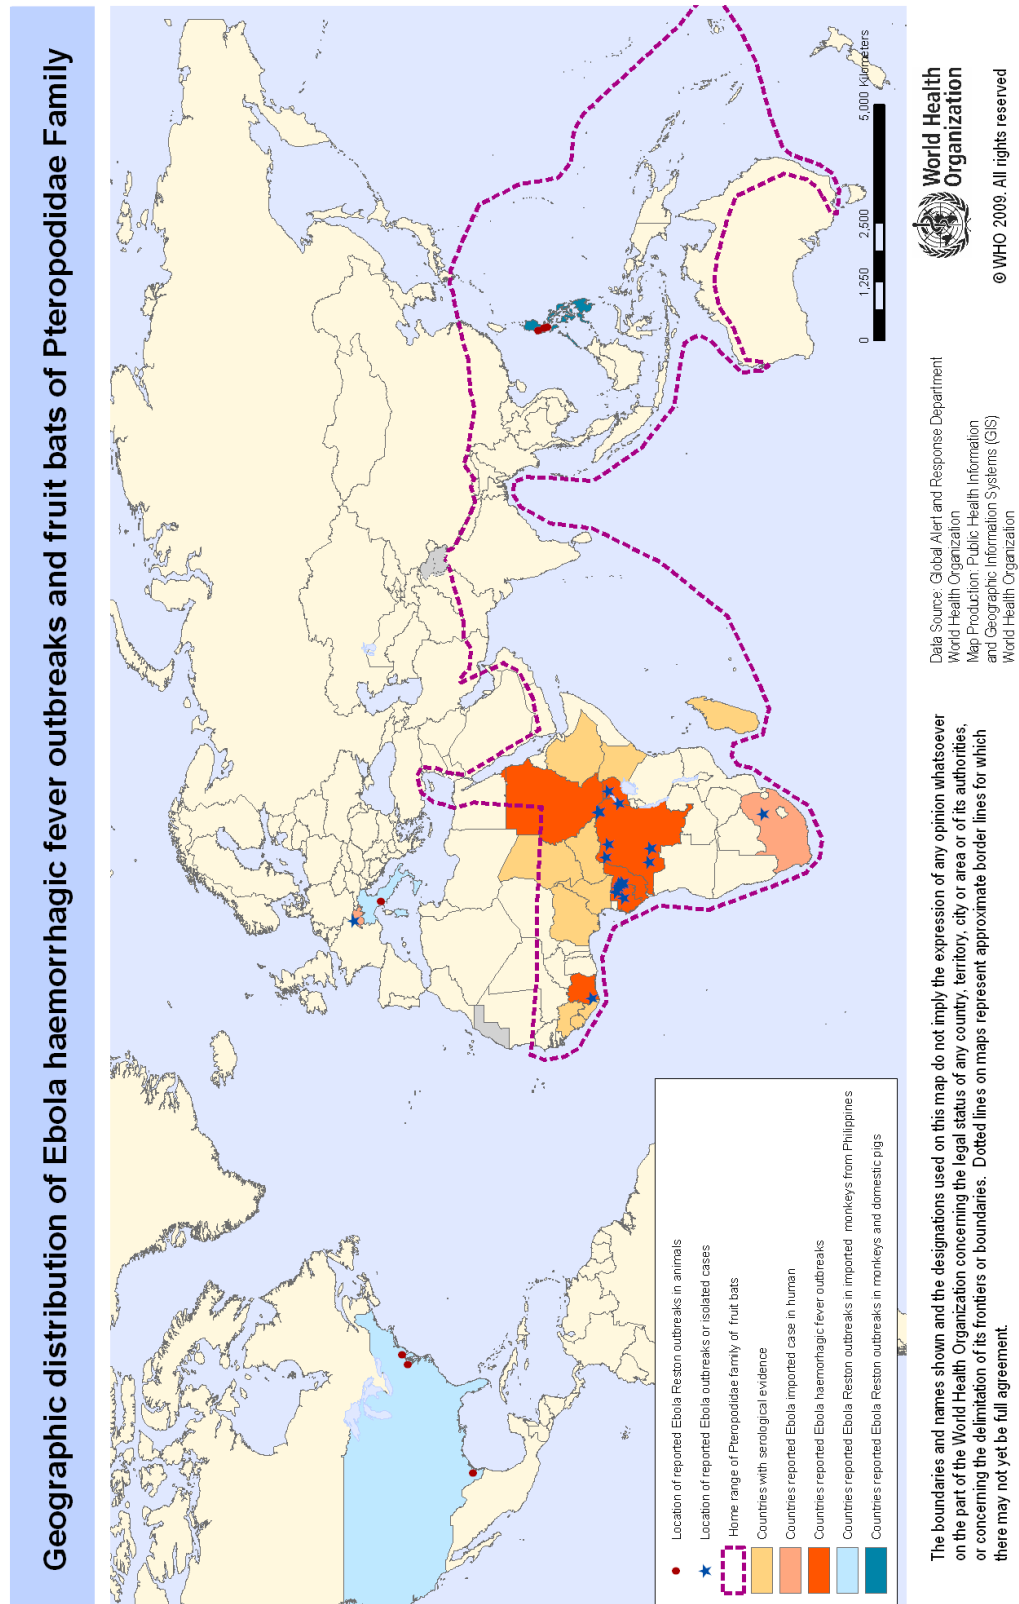 Geographic distribution of Ebola haemorrhagic fever outbreaks and fruit bats of Pteropodidae Family
Location of reported Ebola Reston outbreaks in animals
Location of reported Ebola outbreaks or isolated cases
Home range of Pteropodidae family of fruit bats
Countries with serological evidence
Countries reported Ebola imported case in human
Countries reported Ebola haemorhagic fever outbreaks
Countries reported Ebola Reston outbreaks in imported monkeys from Philippines
Countries reported Ebola Reston outbreaks in monkeys and domestic pigs
0 1,250 2,500 5,000 Kilometers
The boundaries and names shown and the designations used on this map do not imply the expression of any opinion whatsoever
on the part of the World Health Organization concerning the legal status of any country, territory, city or area or of its authorities,
or concerning the delimitation of its frontiers or boundaries. Dotted lines on maps represent approximate border lines for which
there may not yet be full agreement.
Data Source: Global Alert and Response Department
World Health Organization
Map Production: Public Health Information
and Geographic Information Systems (GIS)
World Health Organization
World Health
Organization
© WHO 2009. All rights reserved